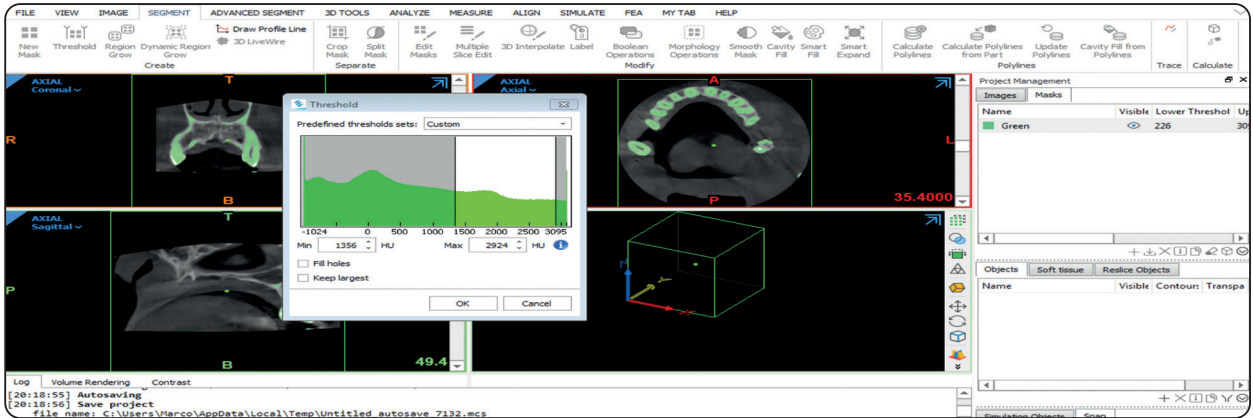 FILE VIEW IMAGE SEGMENT ADVANCED SEGMENT 3D TOOLS ANALYZE MEASURE ALIGN SIMULATE FEA MY TAB HELP
New Mask
Threshold
Region Grow
Dynamic Region Grow
Draw Profile Line
3D LiveWire
Create
Crop Mask
Split Mask
Separate
Edit Masks
Multiple Slice Edit
3D Interpolate
Label
Boolean Operations
Morphology Operations
Smooth Mask
Cavity Fill
Smart Fill
Smart Expand
Modify
Calculate Polylines
Calculate Polylines from Part
Update Polylines
Cavity Fill from Polylines
Polylines
Trace
Calculate
AXIAL
Coronal
T
R
B
AXIAL
Axial
A
L
P
35.4000
AXIAL
Sagittal
T
P
B
49.4
Threshold
Predefined thresholds sets: Custom
-1024 0 500 1000 1500 2000 2500 3095
Min 1356 HU Max 2924 HU
Fill holes
Keep largest
OK Cancel
Project Management
Images Masks
Name Visible Lower Threshol Up
Green 226 309
Objects Soft tissue Reslice Objects
Name Visible Contour: Transpa
Simulation Objects Snap
Log Volume Rendering Contrast
[20:18:55] Autosaving
[20:18:56] Save project
file name: C:\Users\Marco\AppData\Local\Temp\Untitled_autosave_7132.mcs